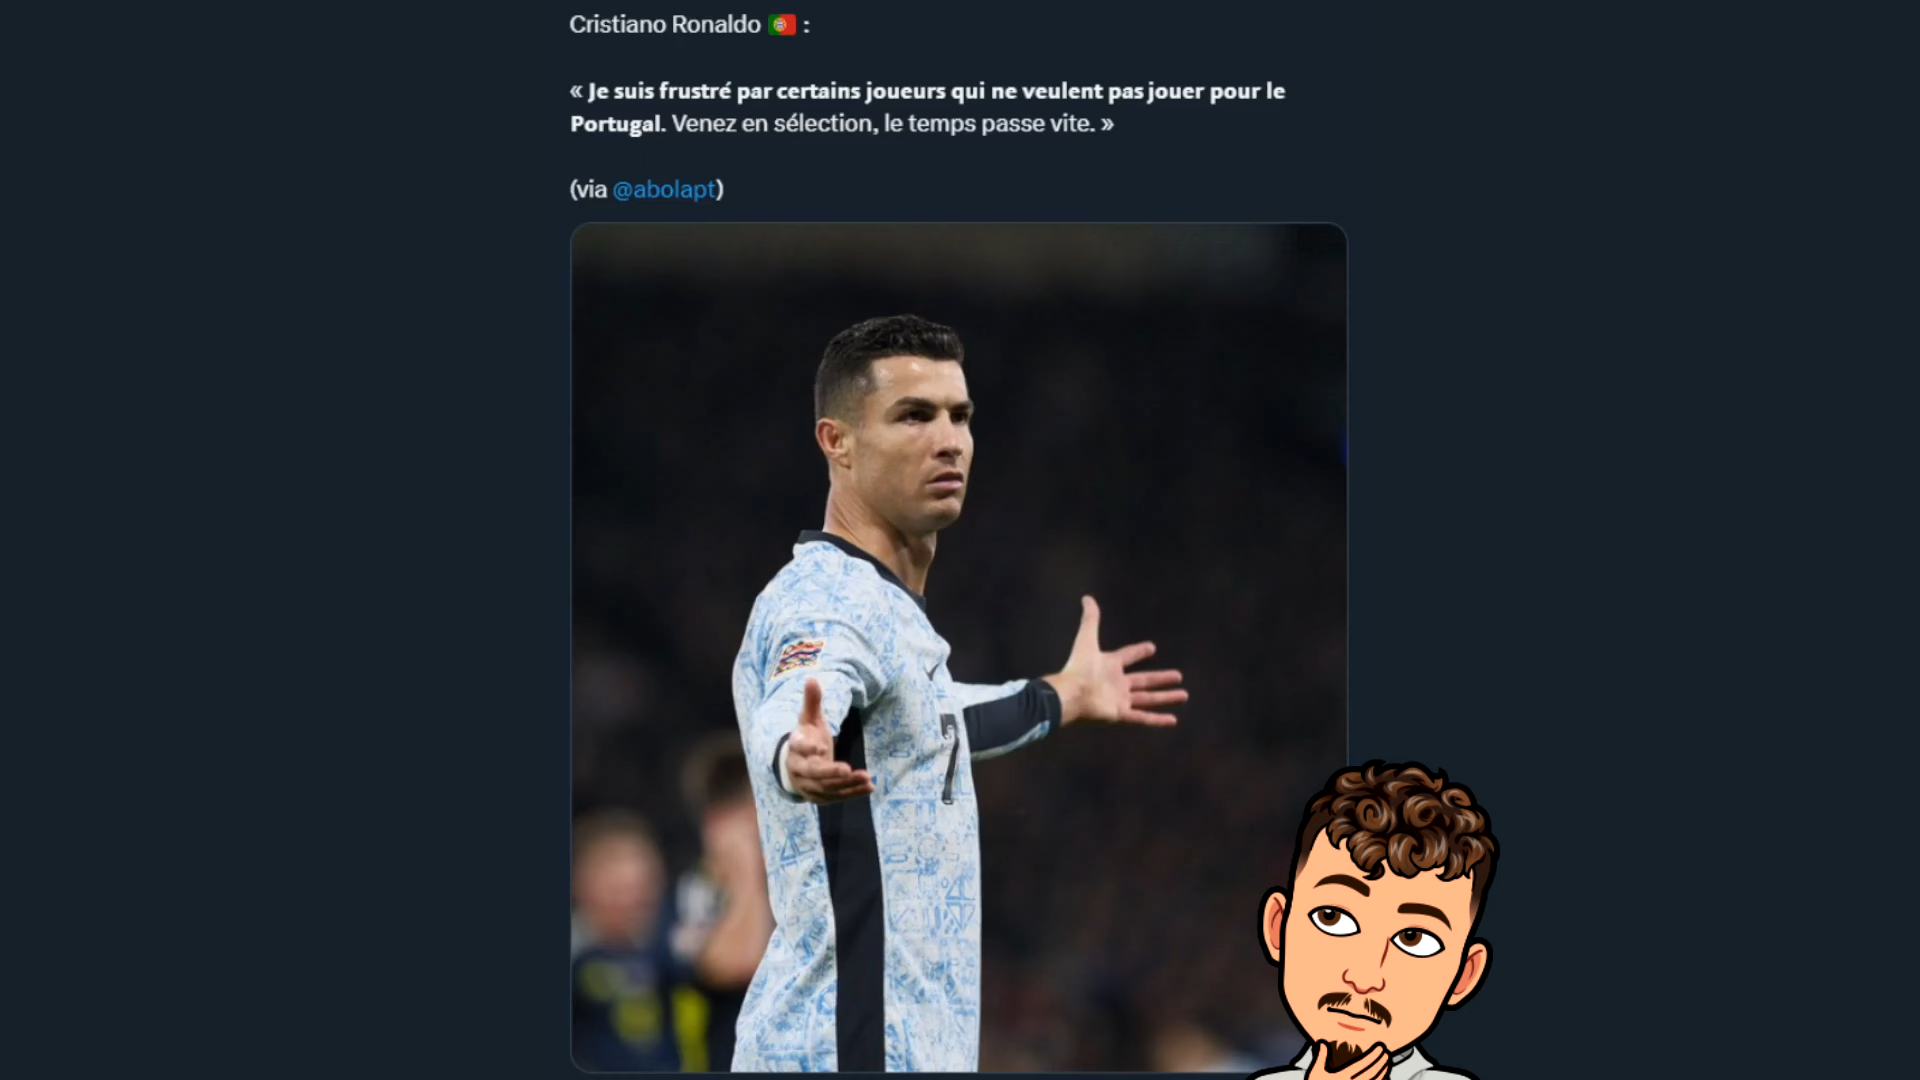 Cristiano Ronaldo 🇵🇹 :
« Je suis frustré par certains joueurs qui ne veulent pas jouer pour le
Portugal. Venez en sélection, le temps passe vite. »
(via @abolapt)
7